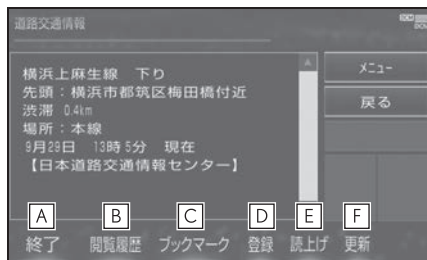 道路交通情報
横浜上麻生線 下り
先頭：横浜市都筑区梅田橋付近
渋滞 0.4km
場所：本線
9月29日 13時5分 現在
【日本道路交通情報センター】
メニュー
戻る
A B C D E F
終了 閲覧履歴 ブックマーク 登録 読上げ 更新